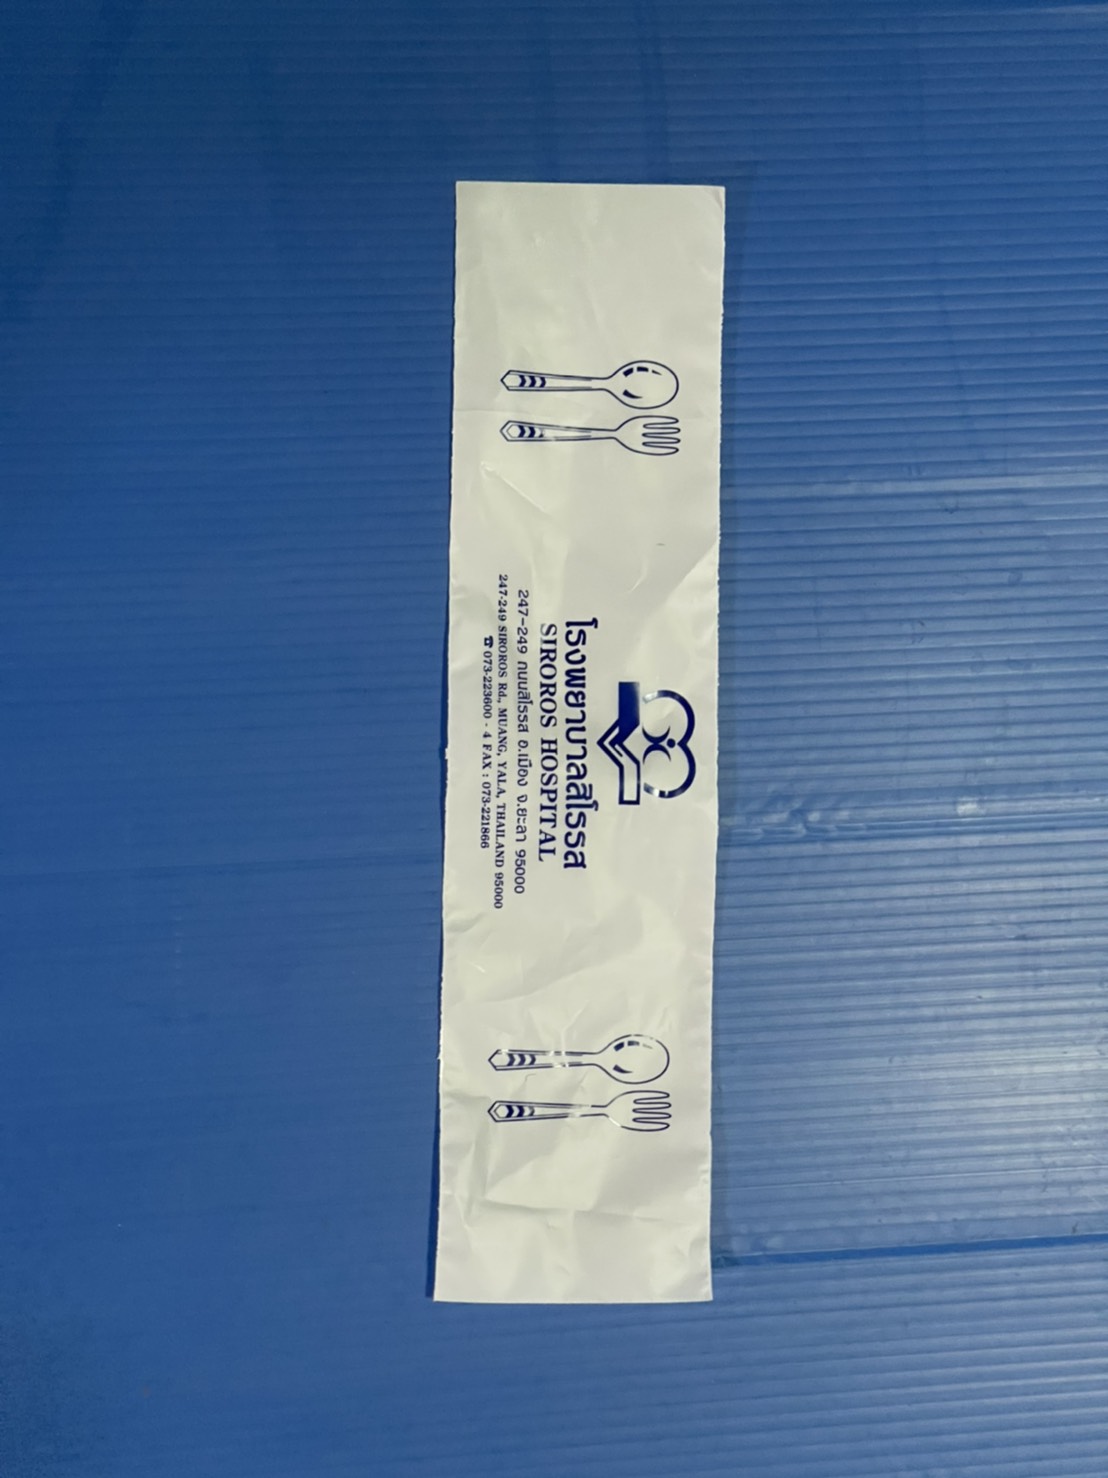 โรงพยาบาลสิโรรส
SIROROS HOSPITAL
247-249 ถนนสิโรรส อ.เมือง จ.ยะลา 95000
247-249 SIROROS Rd., MUANG, YALA, THAILAND 95000
☎ 073-223600 - 4 FAX : 073-221866